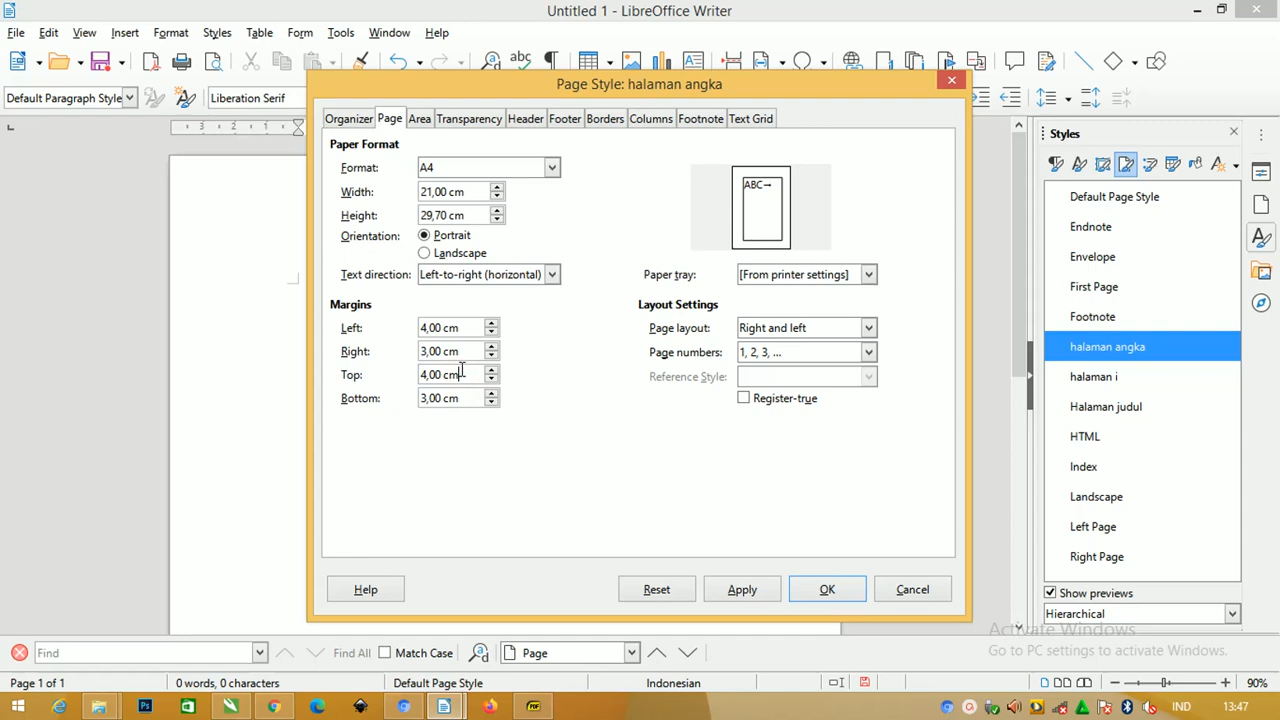 Untitled 1 - LibreOffice Writer
File Edit View Insert Format Styles Table Form Tools Window Help
Default Paragraph Style
Liberation Serif
3 2 1
Page Style: halaman angka
Organizer Page Area Transparency Header Footer Borders Columns Footnote Text Grid
Paper Format
Format: A4
Width: 21,00 cm
Height: 29,70 cm
Orientation: Portrait
Landscape
Text direction: Left-to-right (horizontal)
ABC→
Paper tray: [From printer settings]
Margins
Left: 4,00 cm
Right: 3,00 cm
Top: 4,00 cm
Bottom: 3,00 cm
Layout Settings
Page layout: Right and left
Page numbers: 1, 2, 3, ...
Reference Style:
Register-true
Help Reset Apply OK Cancel
Styles
Default Page Style
Endnote
Envelope
First Page
Footnote
halaman angka
halaman i
Halaman judul
HTML
Index
Landscape
Left Page
Right Page
Show previews
Hierarchical
Activate Windows
Go to PC settings to activate Windows.
Find Find All Match Case Page
Page 1 of 1 0 words, 0 characters Default Page Style Indonesian 90%
IND 13:47